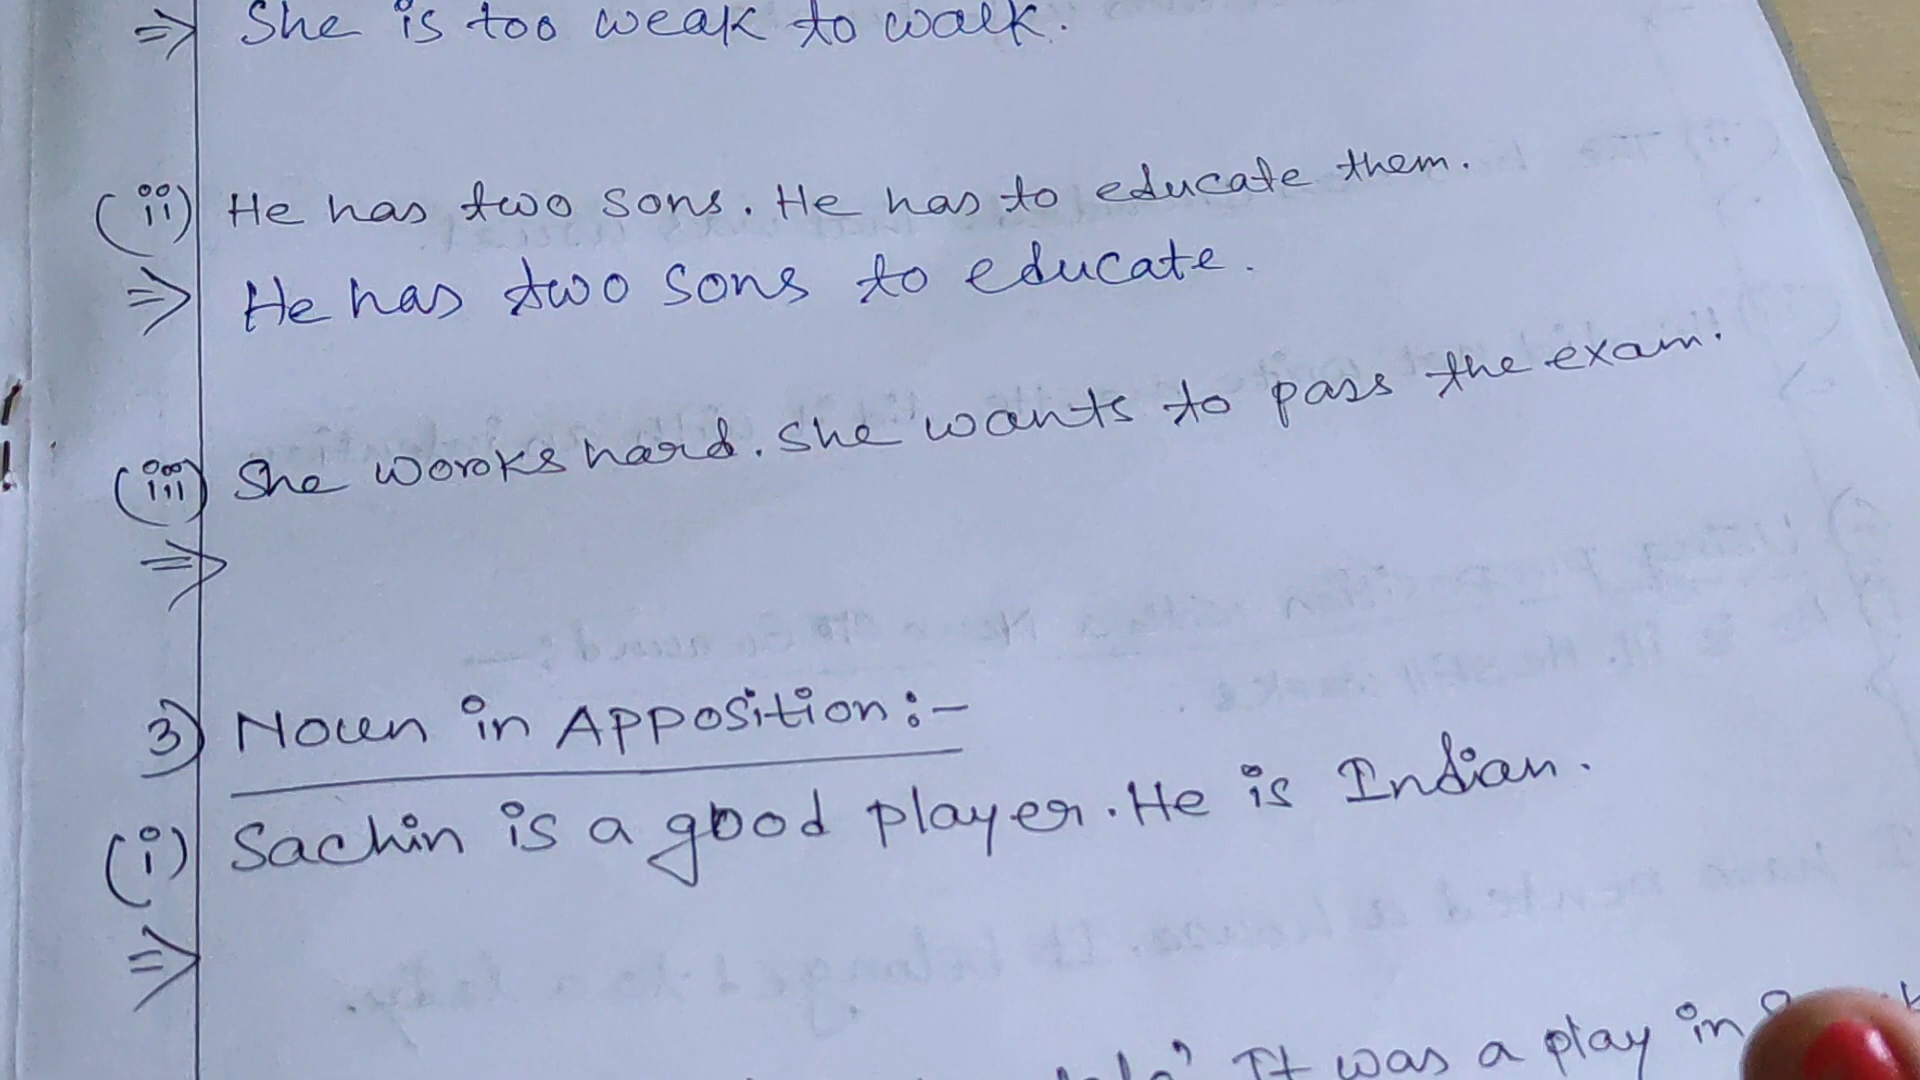 ⇒ She is too weak to walk.
(ii) He has two sons. He has to educate them.
⇒ He has two sons to educate.
(iii) She works hard. She wants to pass the exam.
⇒
3) Noun in Apposition :-
(i) Sachin is a good player. He is Indian.
⇒
It was a play in